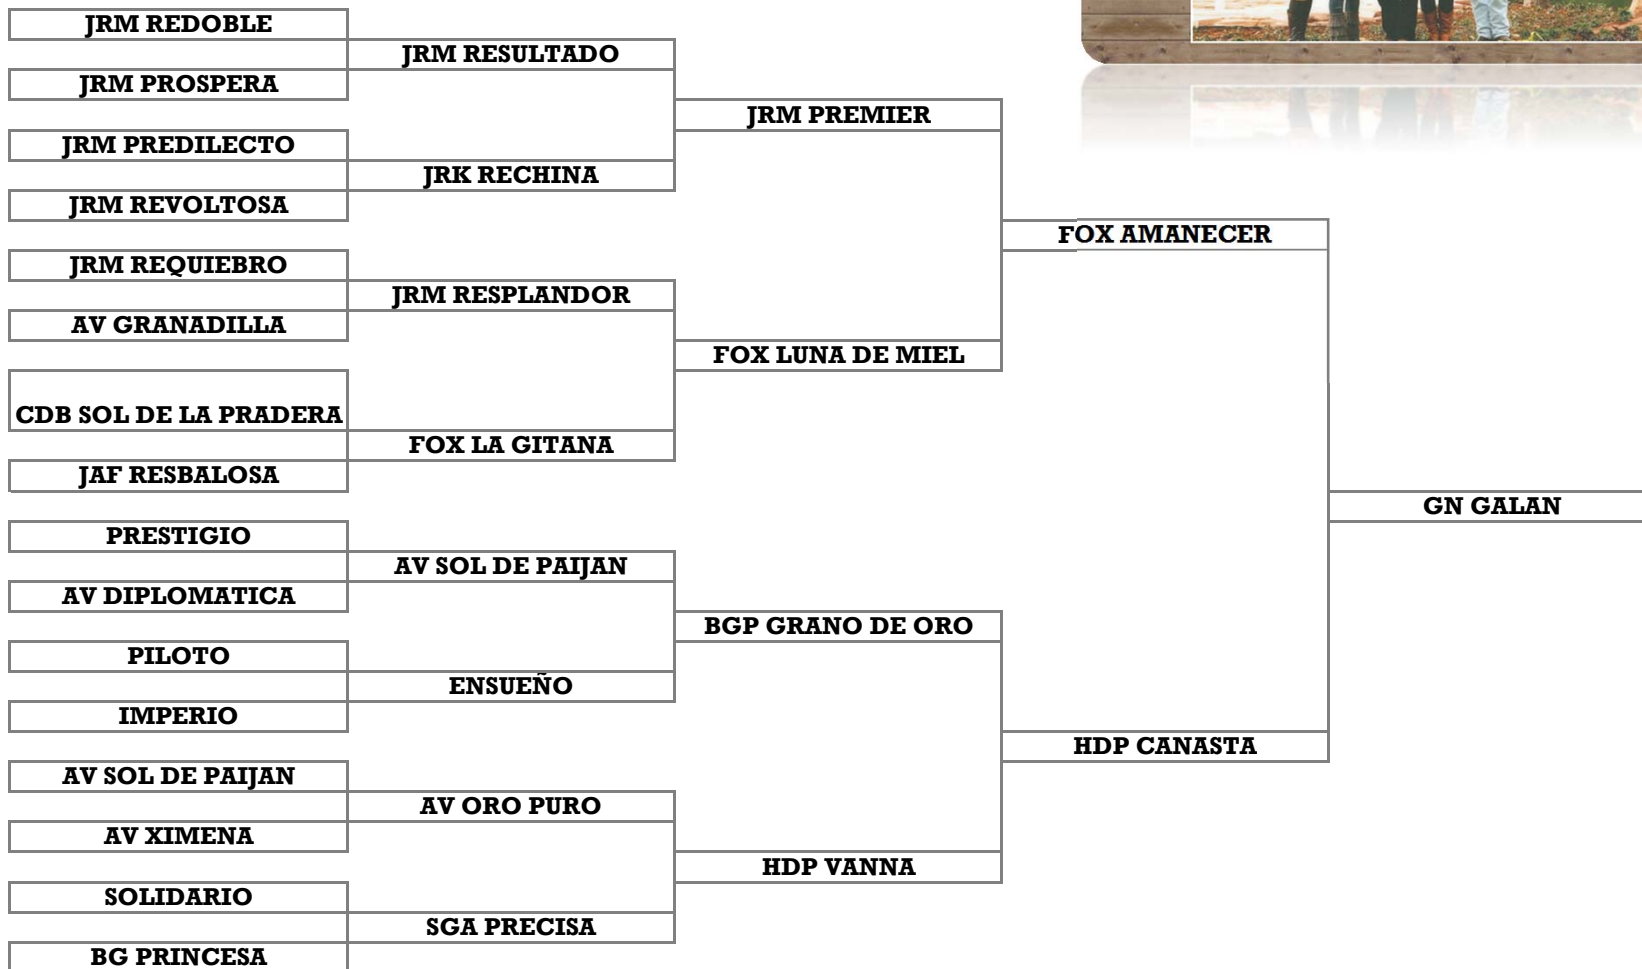 JRM REDOBLE
JRM RESULTADO
JRM PROSPERA
JRM PREMIER
JRM PREDILECTO
JRK RECHINA
JRM REVOLTOSA
FOX AMANECER
JRM REQUIEBRO
JRM RESPLANDOR
AV GRANADILLA
FOX LUNA DE MIEL
CDB SOL DE LA PRADERA
FOX LA GITANA
JAF RESBALOSA
GN GALAN
PRESTIGIO
AV SOL DE PAIJAN
AV DIPLOMATICA
BGP GRANO DE ORO
PILOTO
ENSUEÑO
IMPERIO
HDP CANASTA
AV SOL DE PAIJAN
AV ORO PURO
AV XIMENA
HDP VANNA
SOLIDARIO
SGA PRECISA
BG PRINCESA